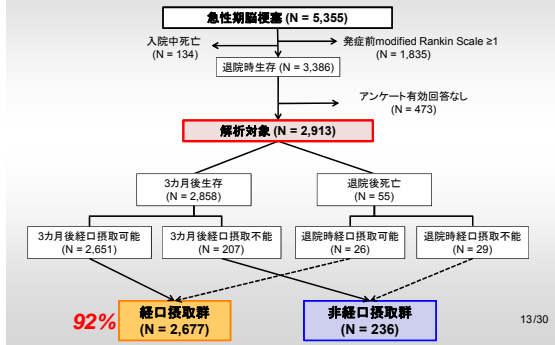 急性期脳梗塞 (N = 5,355)
入院中死亡
(N = 134)
発症前modified Rankin Scale ≥1
(N = 1,835)
退院時生存 (N = 3,386)
アンケート有効回答なし
(N = 473)
解析対象 (N = 2,913)
3カ月後生存
(N = 2,858)
退院後死亡
(N = 55)
3カ月後経口摂取可能
(N = 2,651)
3カ月後経口摂取不能
(N = 207)
退院時経口摂取可能
(N = 26)
退院時経口摂取不能
(N = 29)
92%
経口摂取群
(N = 2,677)
非経口摂取群
(N = 236)
13/30